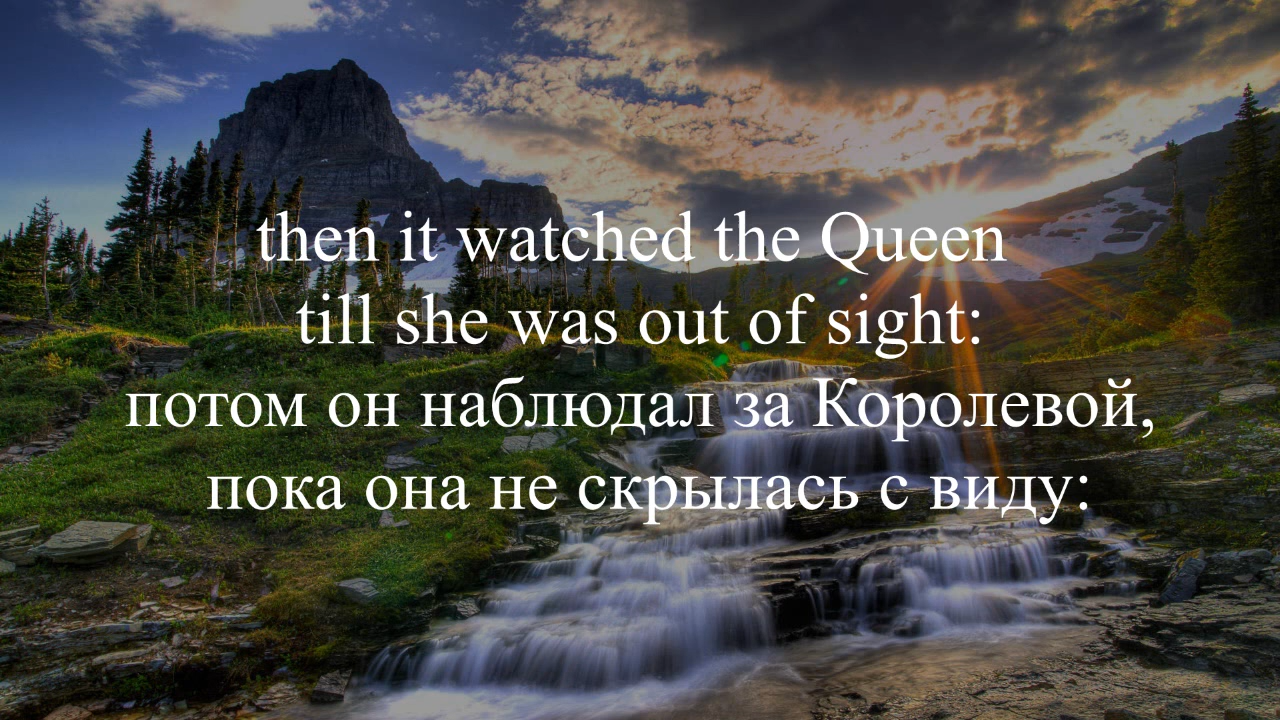 then it watched the Queen
till she was out of sight:
потом он наблюдал за Королевой,
пока она не скрылась с виду: